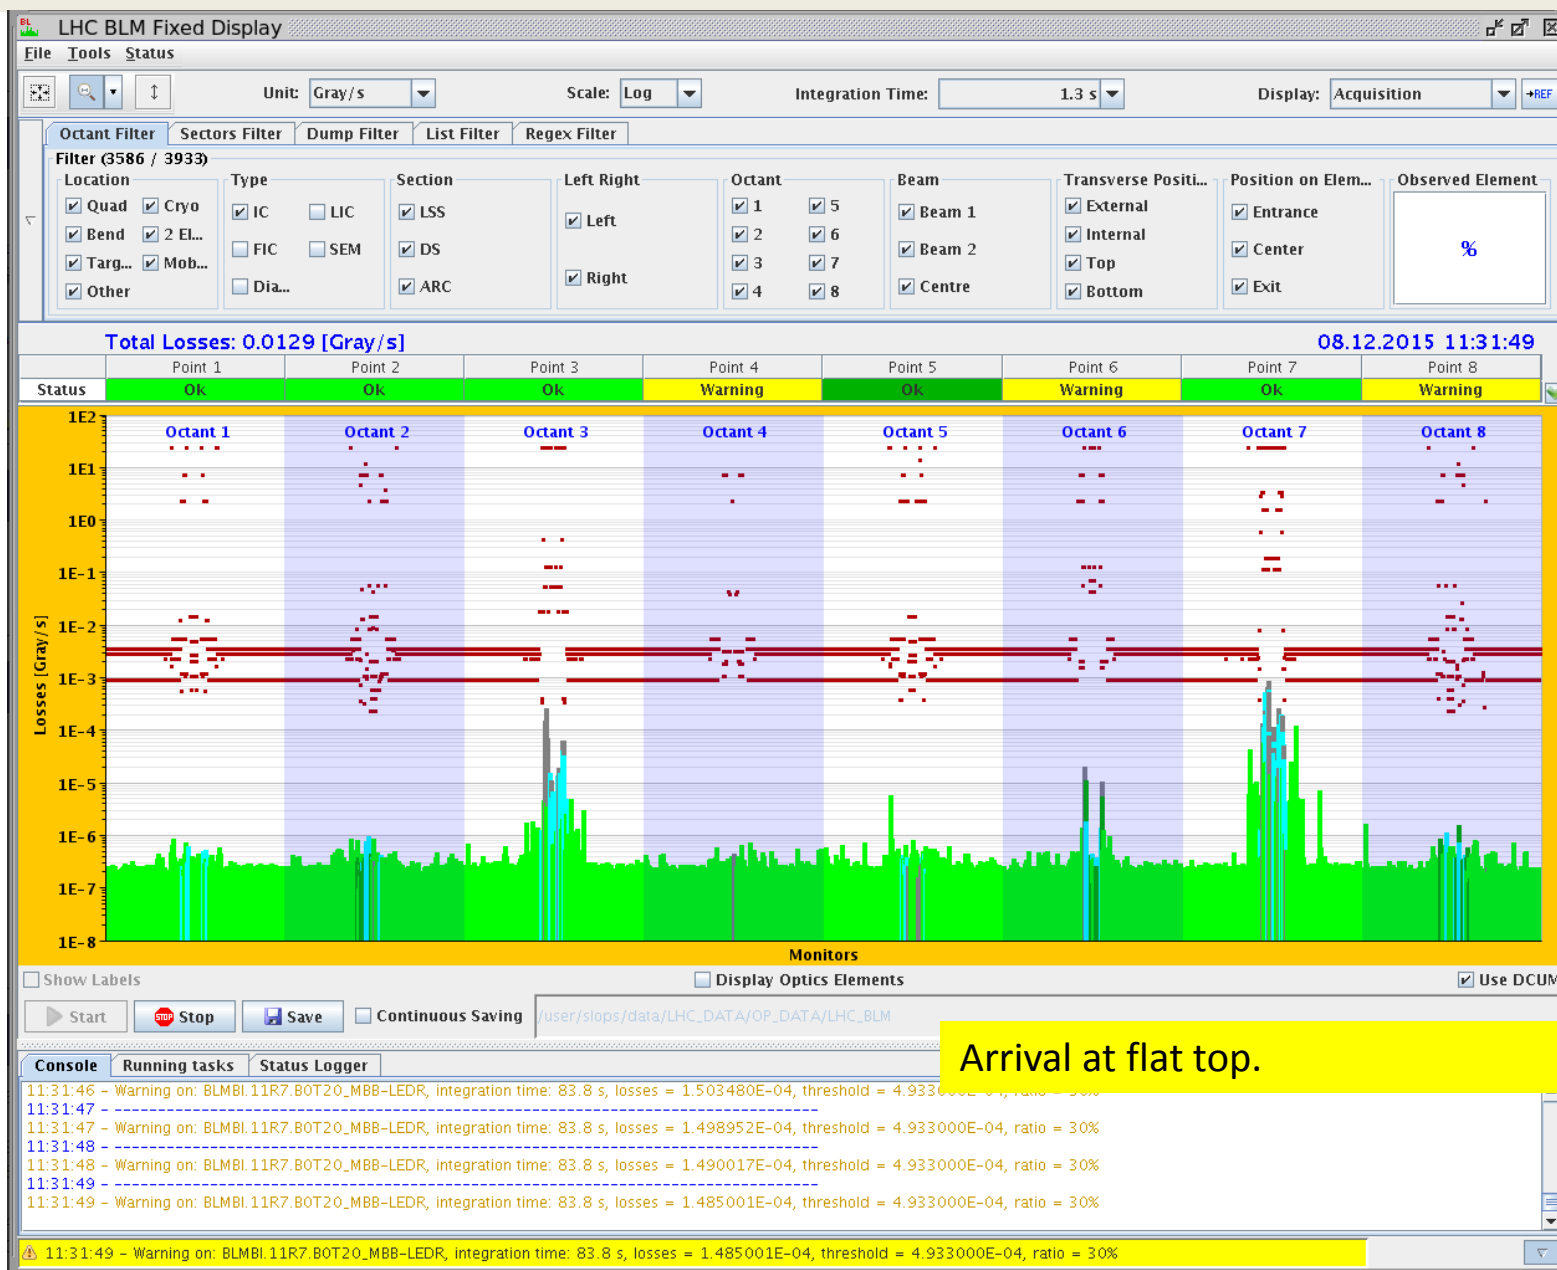 BL LHC BLM Fixed Display
File Tools Status
Unit: Gray/s Scale: Log Integration Time: 1.3 s Display: Acquisition →REF
Octant Filter Sectors Filter Dump Filter List Filter Regex Filter
Filter (3586 / 3933)
Location Type Section Left Right Octant Beam Transverse Positi... Position on Elem... Observed Element
Quad Cryo IC LIC LSS Left 1 5 Beam 1 External Entrance
Bend 2 El... FIC SEM DS 2 6 Beam 2 Internal Center %
Targ... Mob... Right 3 7 Top
Other Dia... ARC 4 8 Centre Bottom Exit
Total Losses: 0.0129 [Gray/s] 08.12.2015 11:31:49
Point 1 Point 2 Point 3 Point 4 Point 5 Point 6 Point 7 Point 8
Status Ok Ok Ok Warning Ok Warning Ok Warning
1E2
Octant 1 Octant 2 Octant 3 Octant 4 Octant 5 Octant 6 Octant 7 Octant 8
1E1
1E0
1E-1
1E-2
1E-3
1E-4
1E-5
1E-6
1E-7
1E-8
Losses [Gray/s]
Monitors
Show Labels Display Optics Elements Use DCUM
Start STOP Stop Save Continuous Saving /user/slops/data/LHC_DATA/OP_DATA/LHC_BLM
Arrival at flat top.
Console Running tasks Status Logger
11:31:46 - Warning on: BLMBI.11R7.B0T20_MBB-LEDR, integration time: 83.8 s, losses = 1.503480E-04, threshold = 4.933000E-04, ratio = 30%
11:31:47 - --------------------------------------------------------------------------------
11:31:47 - Warning on: BLMBI.11R7.B0T20_MBB-LEDR, integration time: 83.8 s, losses = 1.498952E-04, threshold = 4.933000E-04, ratio = 30%
11:31:48 - --------------------------------------------------------------------------------
11:31:48 - Warning on: BLMBI.11R7.B0T20_MBB-LEDR, integration time: 83.8 s, losses = 1.490017E-04, threshold = 4.933000E-04, ratio = 30%
11:31:49 - --------------------------------------------------------------------------------
11:31:49 - Warning on: BLMBI.11R7.B0T20_MBB-LEDR, integration time: 83.8 s, losses = 1.485001E-04, threshold = 4.933000E-04, ratio = 30%
11:31:49 - Warning on: BLMBI.11R7.B0T20_MBB-LEDR, integration time: 83.8 s, losses = 1.485001E-04, threshold = 4.933000E-04, ratio = 30%